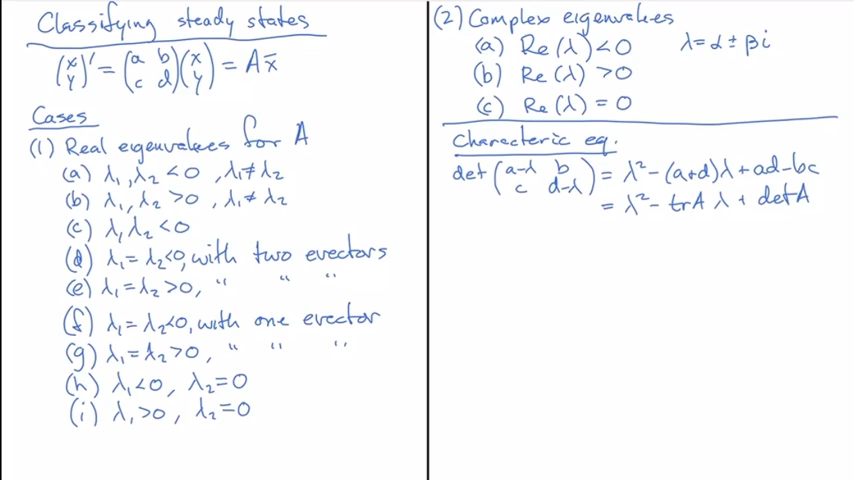 Classifying steady states
(x y)' = (a b c d)(x y) = Ax̄
Cases
(1) Real eigenvalues for A
(a) λ₁, λ₂ < 0, λ₁ ≠ λ₂
(b) λ₁, λ₂ > 0, λ₁ ≠ λ₂
(c) λ₁λ₂ < 0
(d) λ₁ = λ₂ < 0, with two evectors
(e) λ₁ = λ₂ > 0, " " "
(f) λ₁ = λ₂ < 0, with one evector
(g) λ₁ = λ₂ > 0, " " "
(h) λ₁ < 0, λ₂ = 0
(i) λ₁ > 0, λ₂ = 0
(2) Complex eigenvalues
(a) Re(λ) < 0 λ = α ± βi
(b) Re(λ) > 0
(c) Re(λ) = 0
Characteric eq.
det (a-λ b c d-λ) = λ² - (a+d)λ + ad - bc
= λ² - trA λ + detA